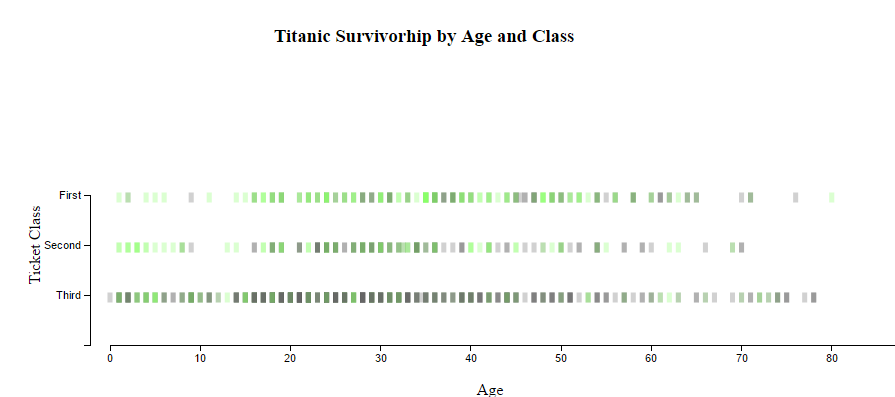 Titanic Survivorhip by Age and Class
First
Second
Third
Ticket Class
0 10 20 30 40 50 60 70 80
Age